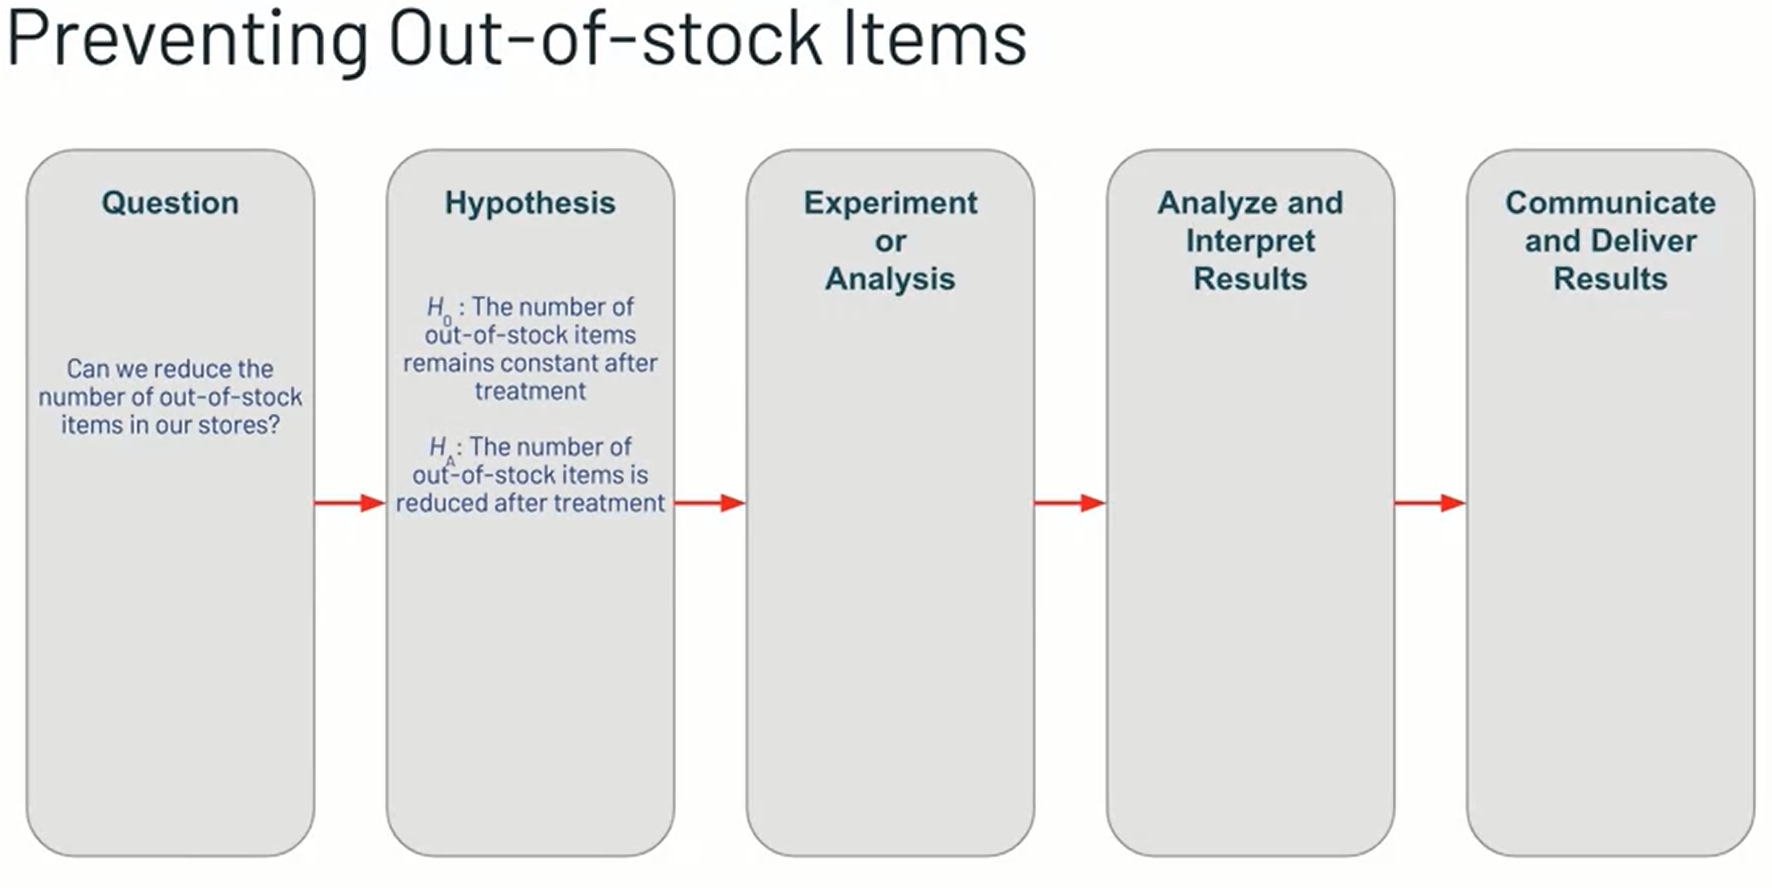 Preventing Out-of-stock Items
Question
Can we reduce the
number of out-of-stock
items in our stores?
Hypothesis
H0 : The number of
out-of-stock items
remains constant after
treatment
HA: The number of
out-of-stock items is
reduced after treatment
Experiment
or
Analysis
Analyze and
Interpret
Results
Communicate
and Deliver
Results